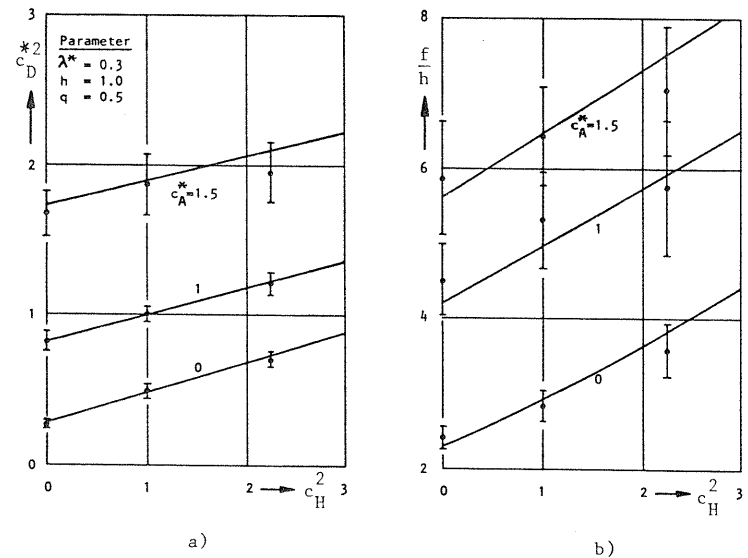 3
c*2D
Parameter
λ* = 0.3
h = 1.0
q = 0.5
2
c*A=1.5
1
1
0
0
0 1 2 c2H 3
a)
8
f/h
c*A=1.5
6
1
4
0
2
0 1 2 c2H 3
b)